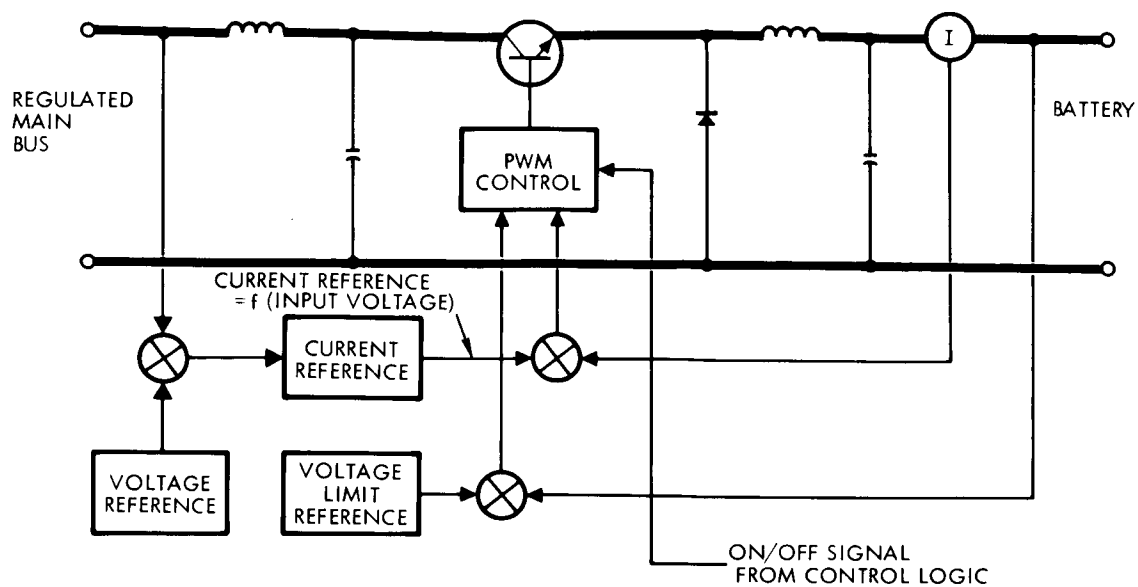 I
REGULATED
MAIN
BUS
BATTERY
PWM
CONTROL
CURRENT REFERENCE
= f (INPUT VOLTAGE)
CURRENT
REFERENCE
VOLTAGE
REFERENCE
VOLTAGE
LIMIT
REFERENCE
ON/OFF SIGNAL
FROM CONTROL LOGIC